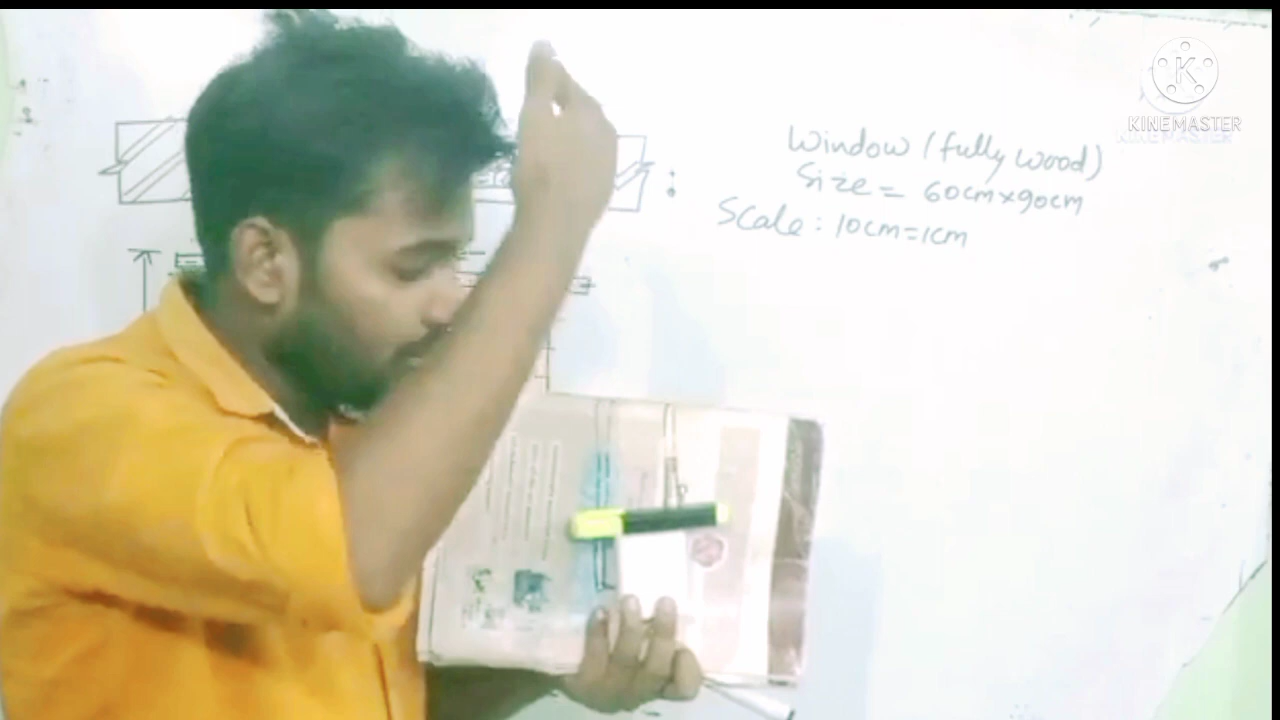 K
KINEMASTER
Window (fully wood)
Size = 60cm×90cm
Scale : 10cm=1cm